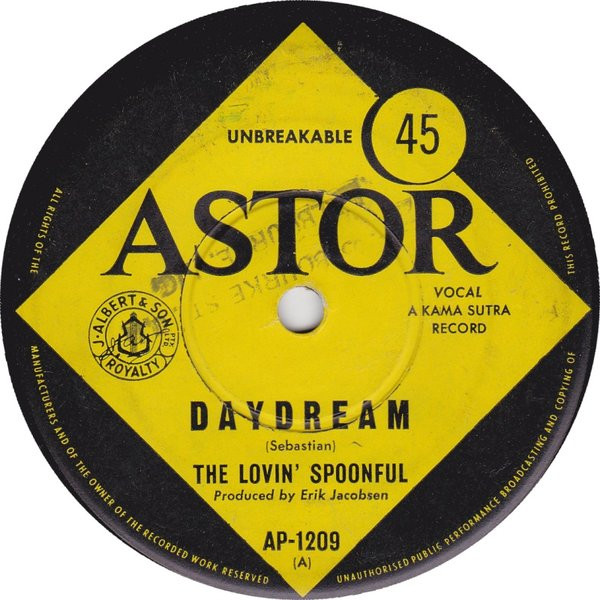 UNBREAKABLE
45
ASTOR
VOCAL
A KAMA SUTRA
RECORD
J. ALBERT & SON PTY LTD
ROYALTY
DAYDREAM
(Sebastian)
THE LOVIN' SPOONFUL
Produced by Erik Jacobsen
AP-1209
(A)
ALL RIGHTS OF THE
MANUFACTURERS AND OF THE OWNER OF THE RECORDED WORK RESERVED
UNAUTHORISED PUBLIC PERFORMANCE BROADCASTING AND COPYING OF
THIS RECORD PROHIBITED